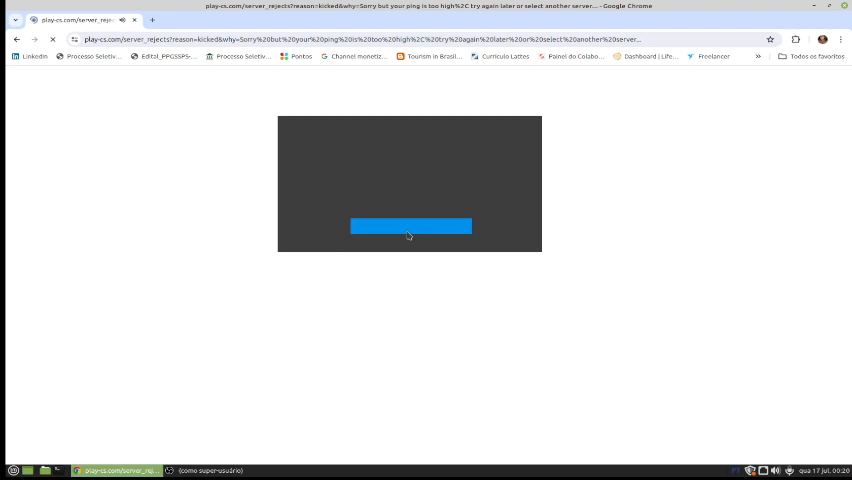 play-cs.com/server_rejects?reason=kicked&why=Sorry but your ping is too high%2C try again later or select another server... - Google Chrome
play-cs.com/server_reje
play-cs.com/server_rejects?reason=kicked&why=Sorry%20but%20your%20ping%20is%20too%20high%2C%20try%20again%20later%20or%20select%20another%20server...
LinkedIn Processo Seletiv... Edital_PPGSSPS-... Processo Seletiv... Pontos Channel monetiz... Tourism in Brasil... Currículo Lattes Painel do Colabo... Dashboard | Life... Freelancer » Todos os favoritos
play-cs.com/server_rej... (como super-usuário) PT qua 17 jul, 00:20